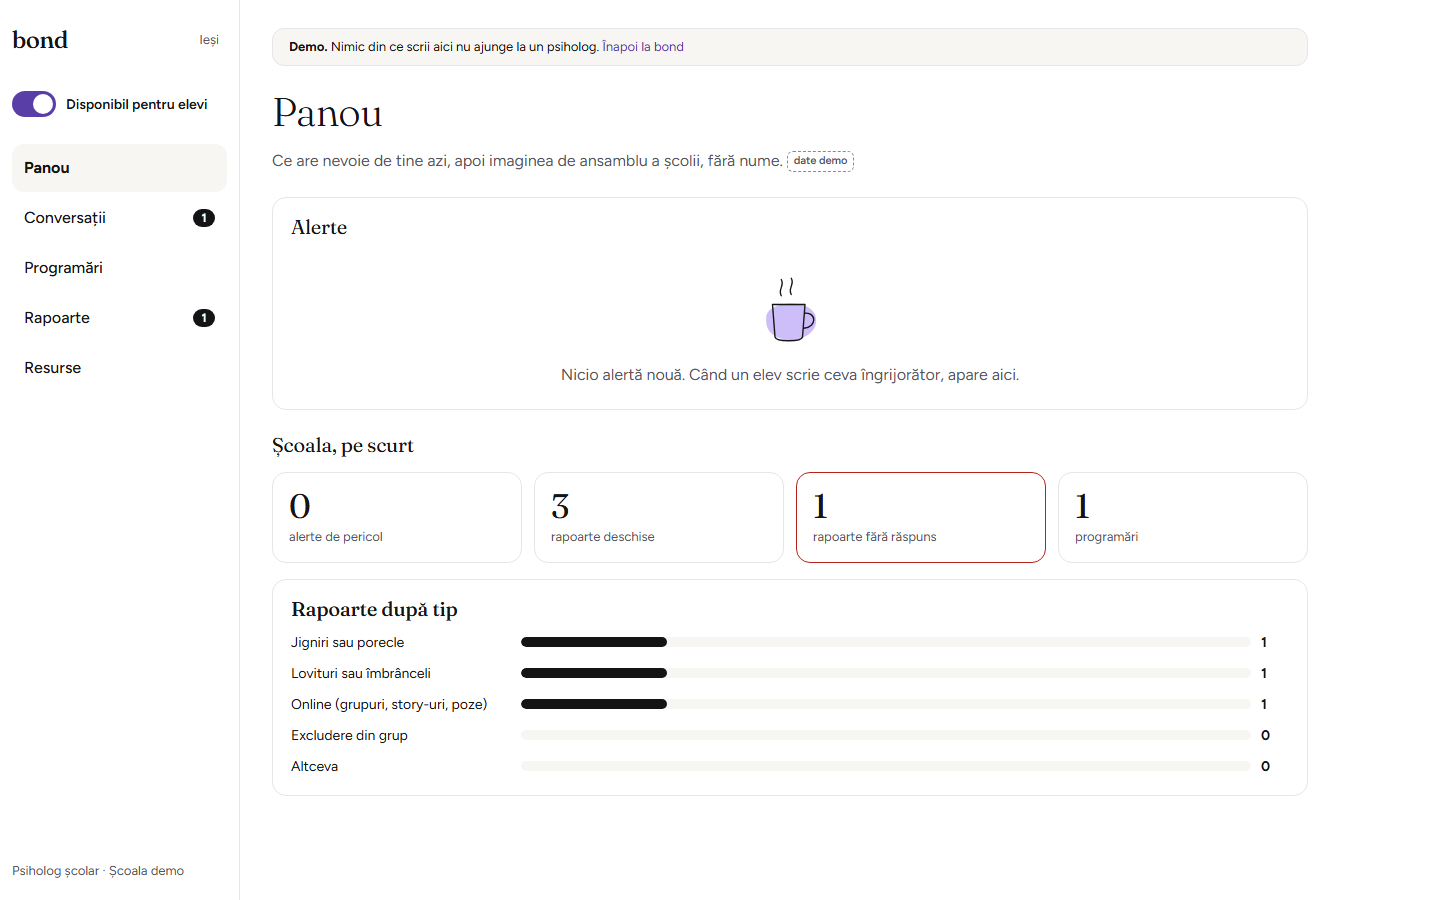 bond
Ieși
Disponibil pentru elevi
Panou
Conversații 1
Programări
Rapoarte 1
Resurse
Psiholog școlar · Școala demo
Demo. Nimic din ce scrii aici nu ajunge la un psiholog. Înapoi la bond
Panou
Ce are nevoie de tine azi, apoi imaginea de ansamblu a școlii, fără nume. date demo
Alerte
Nicio alertă nouă. Când un elev scrie ceva îngrijorător, apare aici.
Școala, pe scurt
0
alerte de pericol
3
rapoarte deschise
1
rapoarte fără răspuns
1
programări
Rapoarte după tip
Jigniri sau porecle 1
Lovituri sau îmbrânceli 1
Online (grupuri, story-uri, poze) 1
Excludere din grup 0
Altceva 0